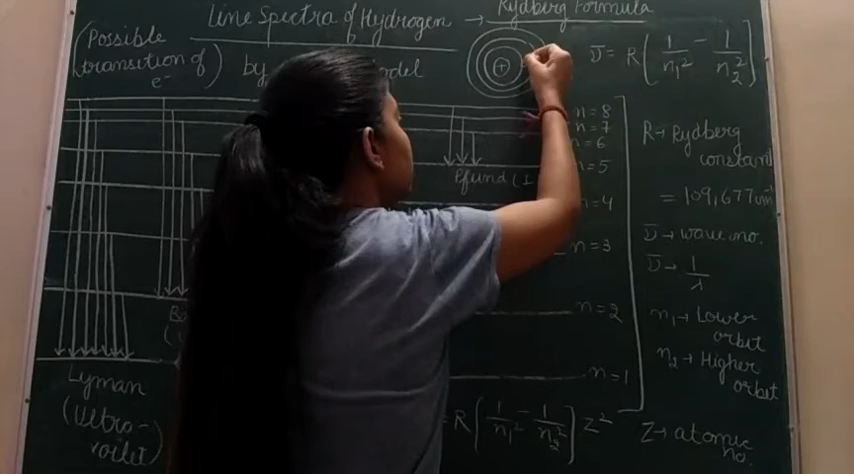 Line Spectra of Hydrogen → Rydberg Formula
(Possible transition of e⁻) by
ν̄ = R[1/n₁² - 1/n₂²]
n=8
n=7
n=6
n=5
n=4
n=3
n=2
n=1
Pfund (I
Lyman
(Ultra-
violet)
R→ Rydberg
constant
= 109,677 cm⁻¹
ν̄ → wave no.
ν̄ → 1/λ
n₁→ Lower
orbit
n₂→ Higher
orbit
= R[1/n₁² - 1/n₂²] Z²
Z→ atomic
no.